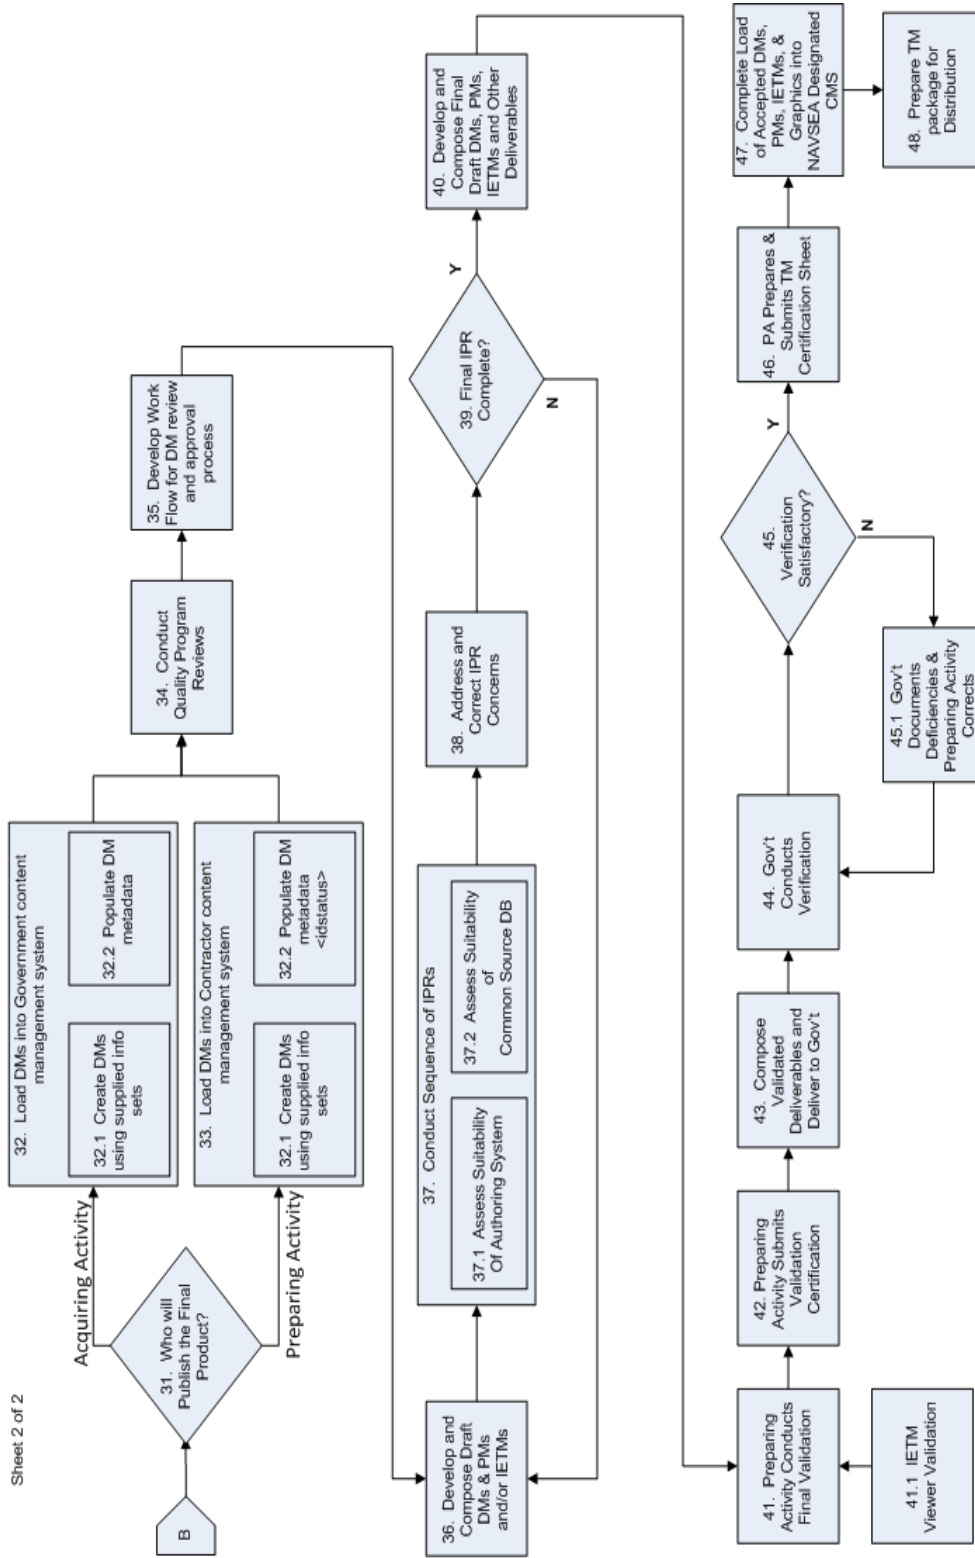 Sheet 2 of 2
B
31. Who will
Publish the Final
Product?
Acquiring Activity
Preparing Activity
32. Load DMs into Government content
management system
32.1 Create DMs
using supplied info
sets
32.2 Populate DM
metadata
33. Load DMs into Contractor content
management system
32.1 Create DMs
using supplied info
sets
32.2 Populate DM
metadata
<idstatus>
34. Conduct
Quality Program
Reviews
35. Develop Work
Flow for DM review
and approval
process
36. Develop and
Compose Draft
DMs & PMs
and/or IETMs
37. Conduct Sequence of IPRs
37.1 Assess Suitability
Of Authoring System
37.2 Assess Suitability
of
Common Source DB
38. Address and
Correct IPR
Concerns
39. Final IPR
Complete?
Y
N
40. Develop and
Compose Final
Draft DMs, PMs,
IETMs and Other
Deliverables
41. Preparing
Activity Conducts
Final Validation
41.1 IETM
Viewer Validation
42. Preparing
Activity Submits
Validation
Certification
43. Compose
Validated
Deliverables and
Deliver to Gov't
44. Gov't
Conducts
Verification
45.
Verification
Satisfactory?
Y
N
45.1 Gov't
Documents
Deficiencies &
Preparing Activity
Corrects
46. PA Prepares &
Submits TM
Certification Sheet
47. Complete Load
of Accepted DMs,
PMs, IETMs, &
Graphics into
NAVSEA Designated
CMS
48. Prepare TM
package for
Distribution